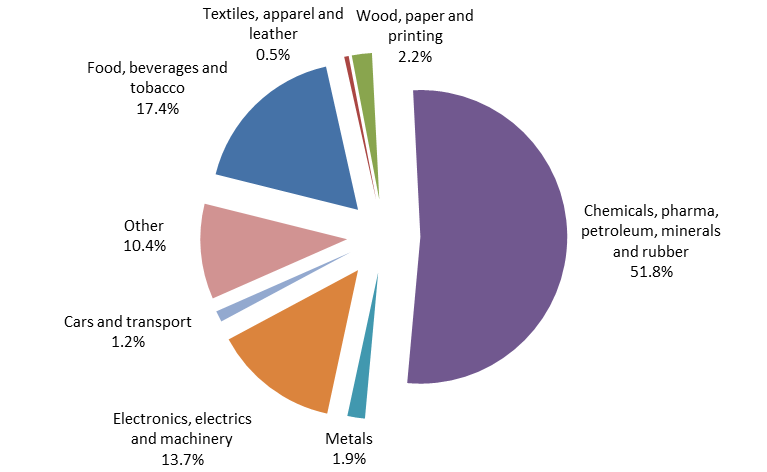 Textiles, apparel and
leather
0.5%
Wood, paper and
printing
2.2%
Food, beverages and
tobacco
17.4%
Chemicals, pharma,
petroleum, minerals
and rubber
51.8%
Other
10.4%
Cars and transport
1.2%
Electronics, electrics
and machinery
13.7%
Metals
1.9%